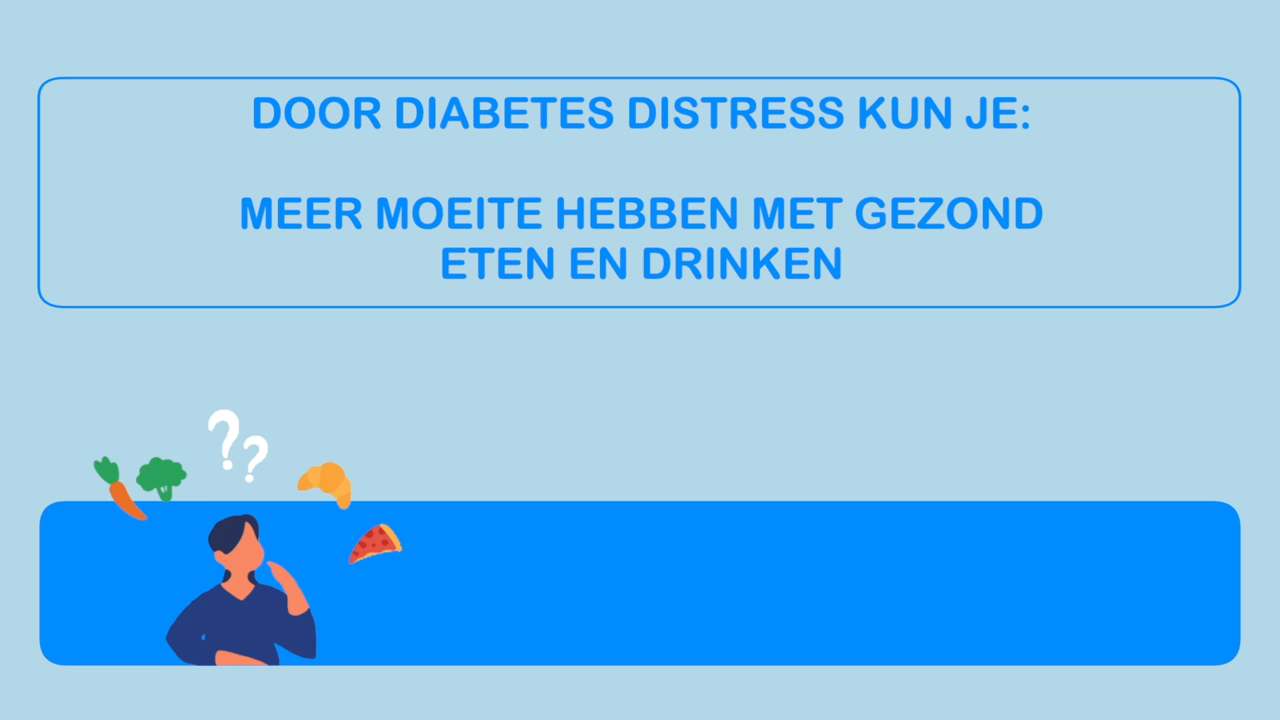 DOOR DIABETES DISTRESS KUN JE:
MEER MOEITE HEBBEN MET GEZOND
ETEN EN DRINKEN
??